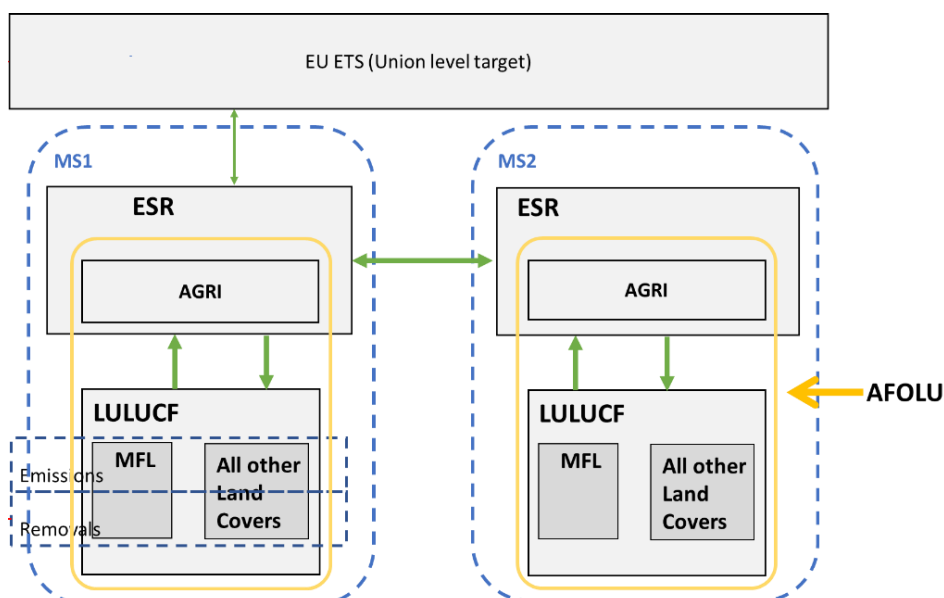 EU ETS (Union level target)
MS1
MS2
ESR
ESR
AGRI
AGRI
AFOLU
LULUCF
LULUCF
MFL
All other
Land
Covers
MFL
All other
Land
Covers
Emissions
Removals